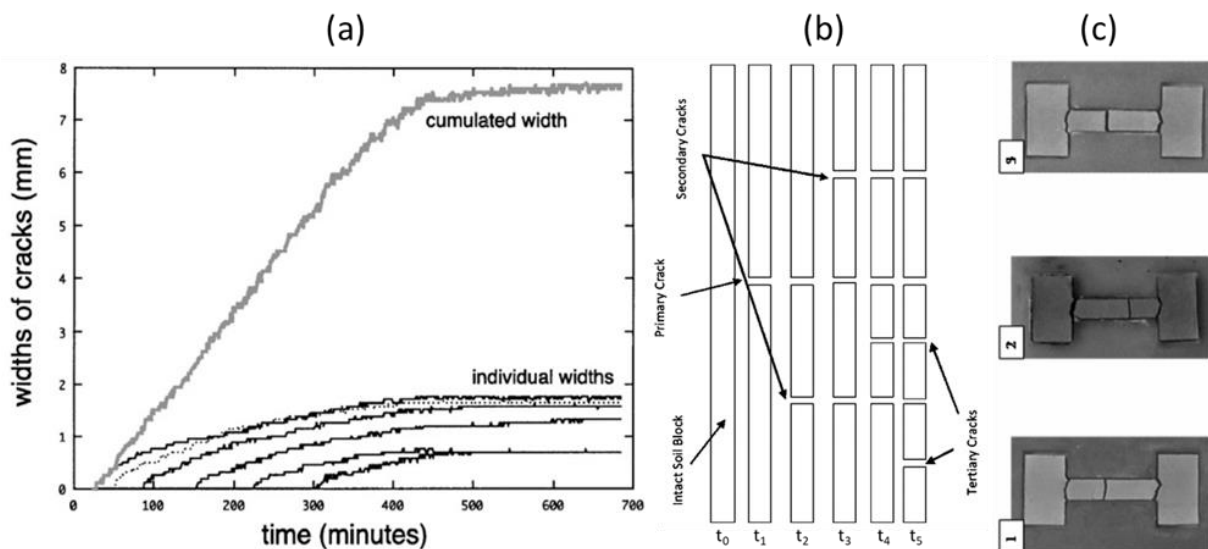 (a)
(b)
(c)
8
7
6
5
4
3
2
1
0
widths of cracks (mm)
cumulated width
individual widths
0
100
200
300
400
500
600
700
time (minutes)
Secondary Cracks
Primary Crack
Intact Soil Block
Tertiary Cracks
t0
t1
t2
t3
t4
t5
3
2
1